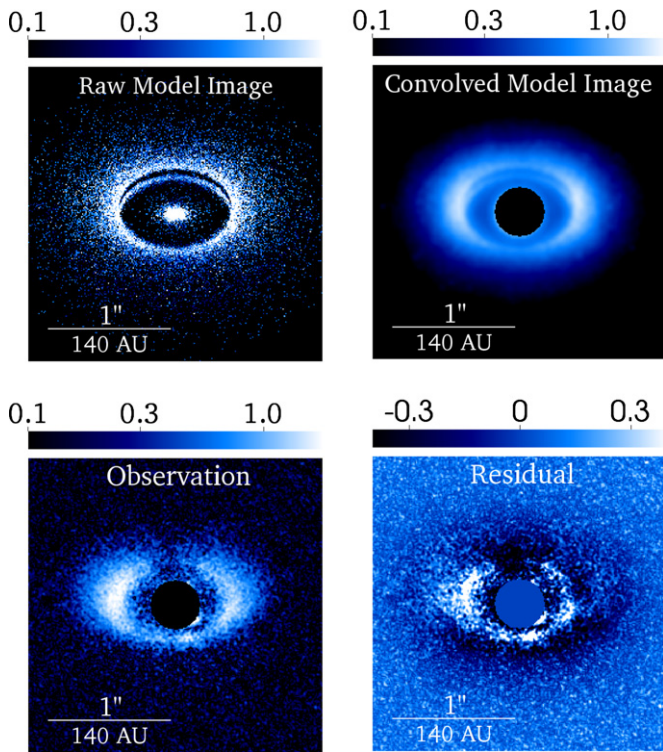 0.1 0.3 1.0
Raw Model Image
1"
140 AU
0.1 0.3 1.0
Convolved Model Image
1"
140 AU
0.1 0.3 1.0
Observation
1"
140 AU
-0.3 0 0.3
Residual
1"
140 AU